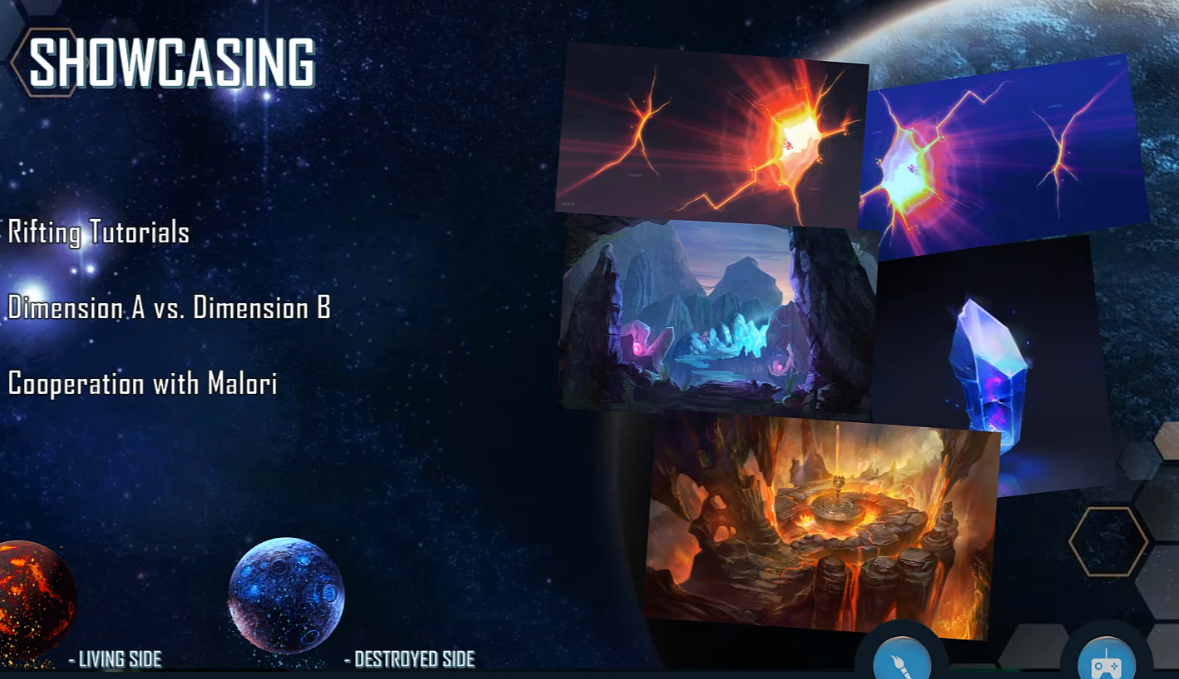 SHOWCASING
Rifting Tutorials
Dimension A vs. Dimension B
Cooperation with Malori
- LIVING SIDE
- DESTROYED SIDE